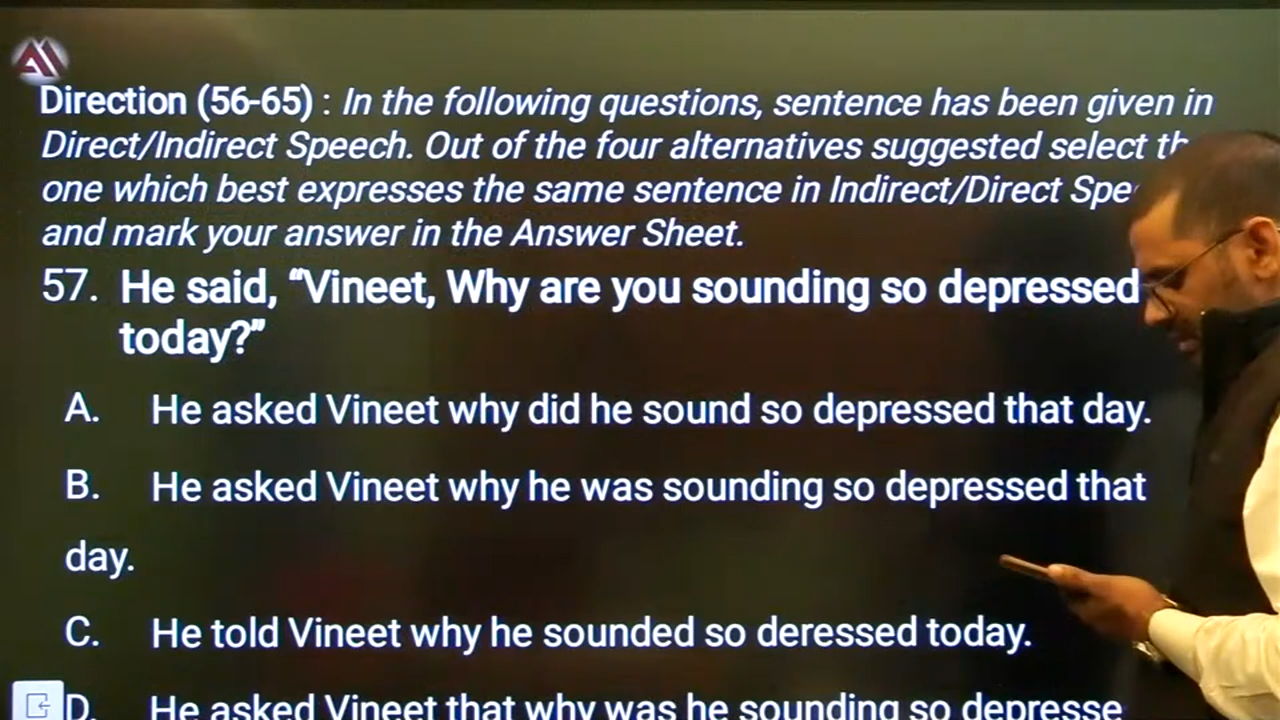 Direction (56-65) : In the following questions, sentence has been given in
Direct/Indirect Speech. Out of the four alternatives suggested select
one which best expresses the same sentence in Indirect/Direct
and mark your answer in the Answer Sheet.
57. He said, “Vineet, Why are you sounding so depressed
today?”
A. He asked Vineet why did he sound so depressed that day.
B. He asked Vineet why he was sounding so depressed that
day.
C. He told Vineet why he sounded so deressed today.
D. He asked Vineet that why was he sounding so depresse